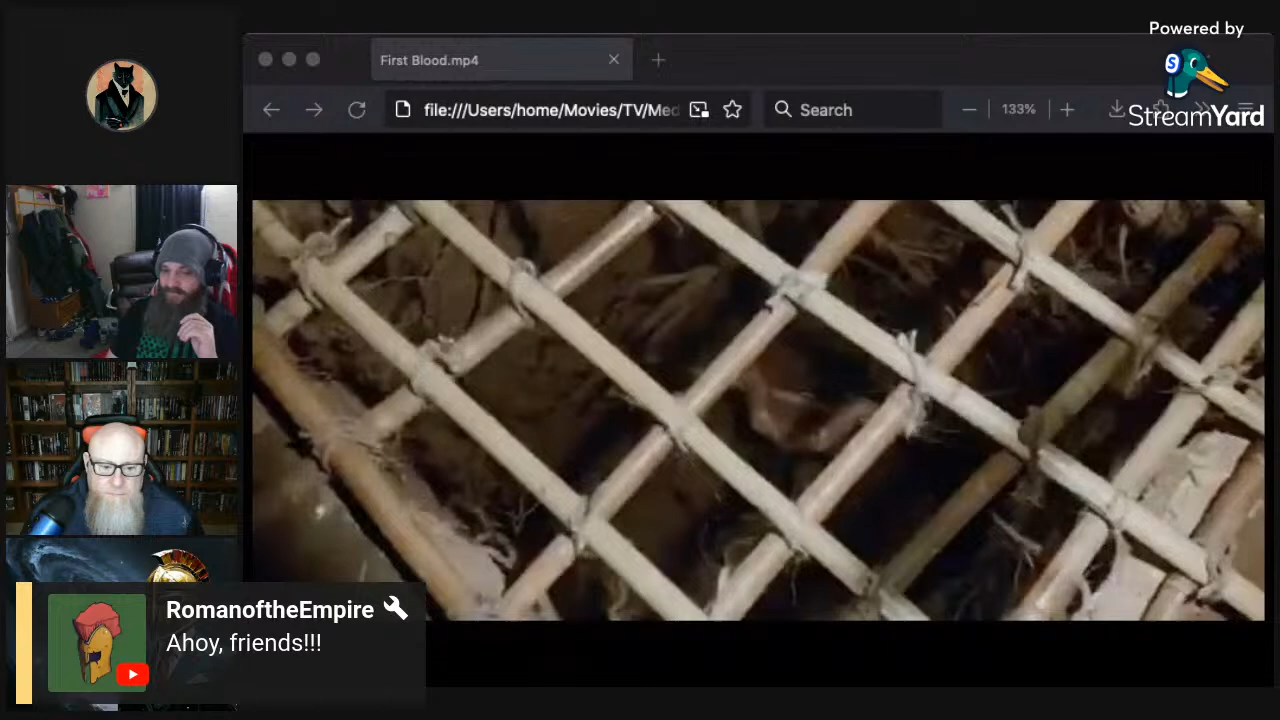 Powered by
StreamYard
First Blood.mp4
file:///Users/home/Movies/TV/Med
Search
133%
RomanoftheEmpire
Ahoy, friends!!!